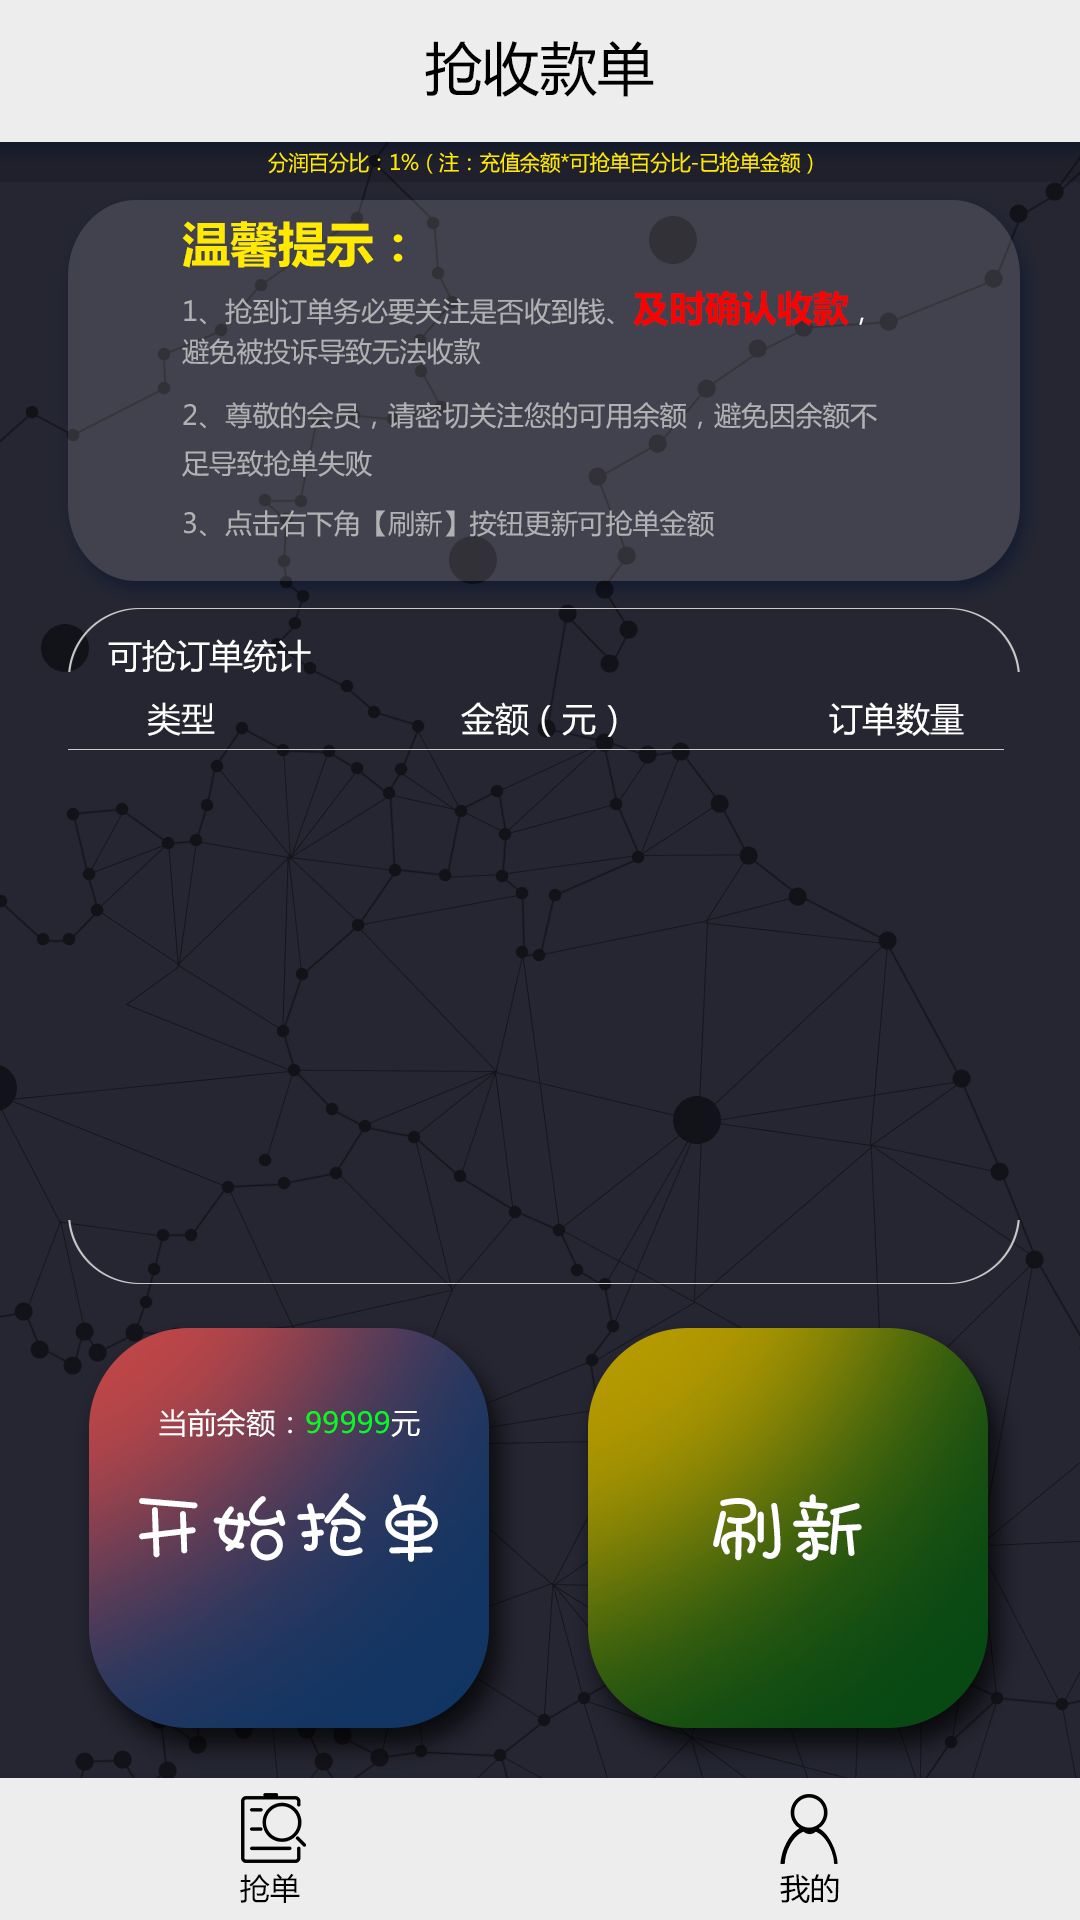 抢收款单
分润百分比：1%（注：充值余额*可抢单百分比-已抢单金额）
温馨提示：
1、抢到订单务必要关注是否收到钱、及时确认收款，
避免被投诉导致无法收款
2、尊敬的会员，请密切关注您的可用余额，避免因余额不
足导致抢单失败
3、点击右下角【刷新】按钮更新可抢单金额
可抢订单统计
类型 金额（元） 订单数量
当前余额：99999元
开始抢单 刷新
抢单 我的